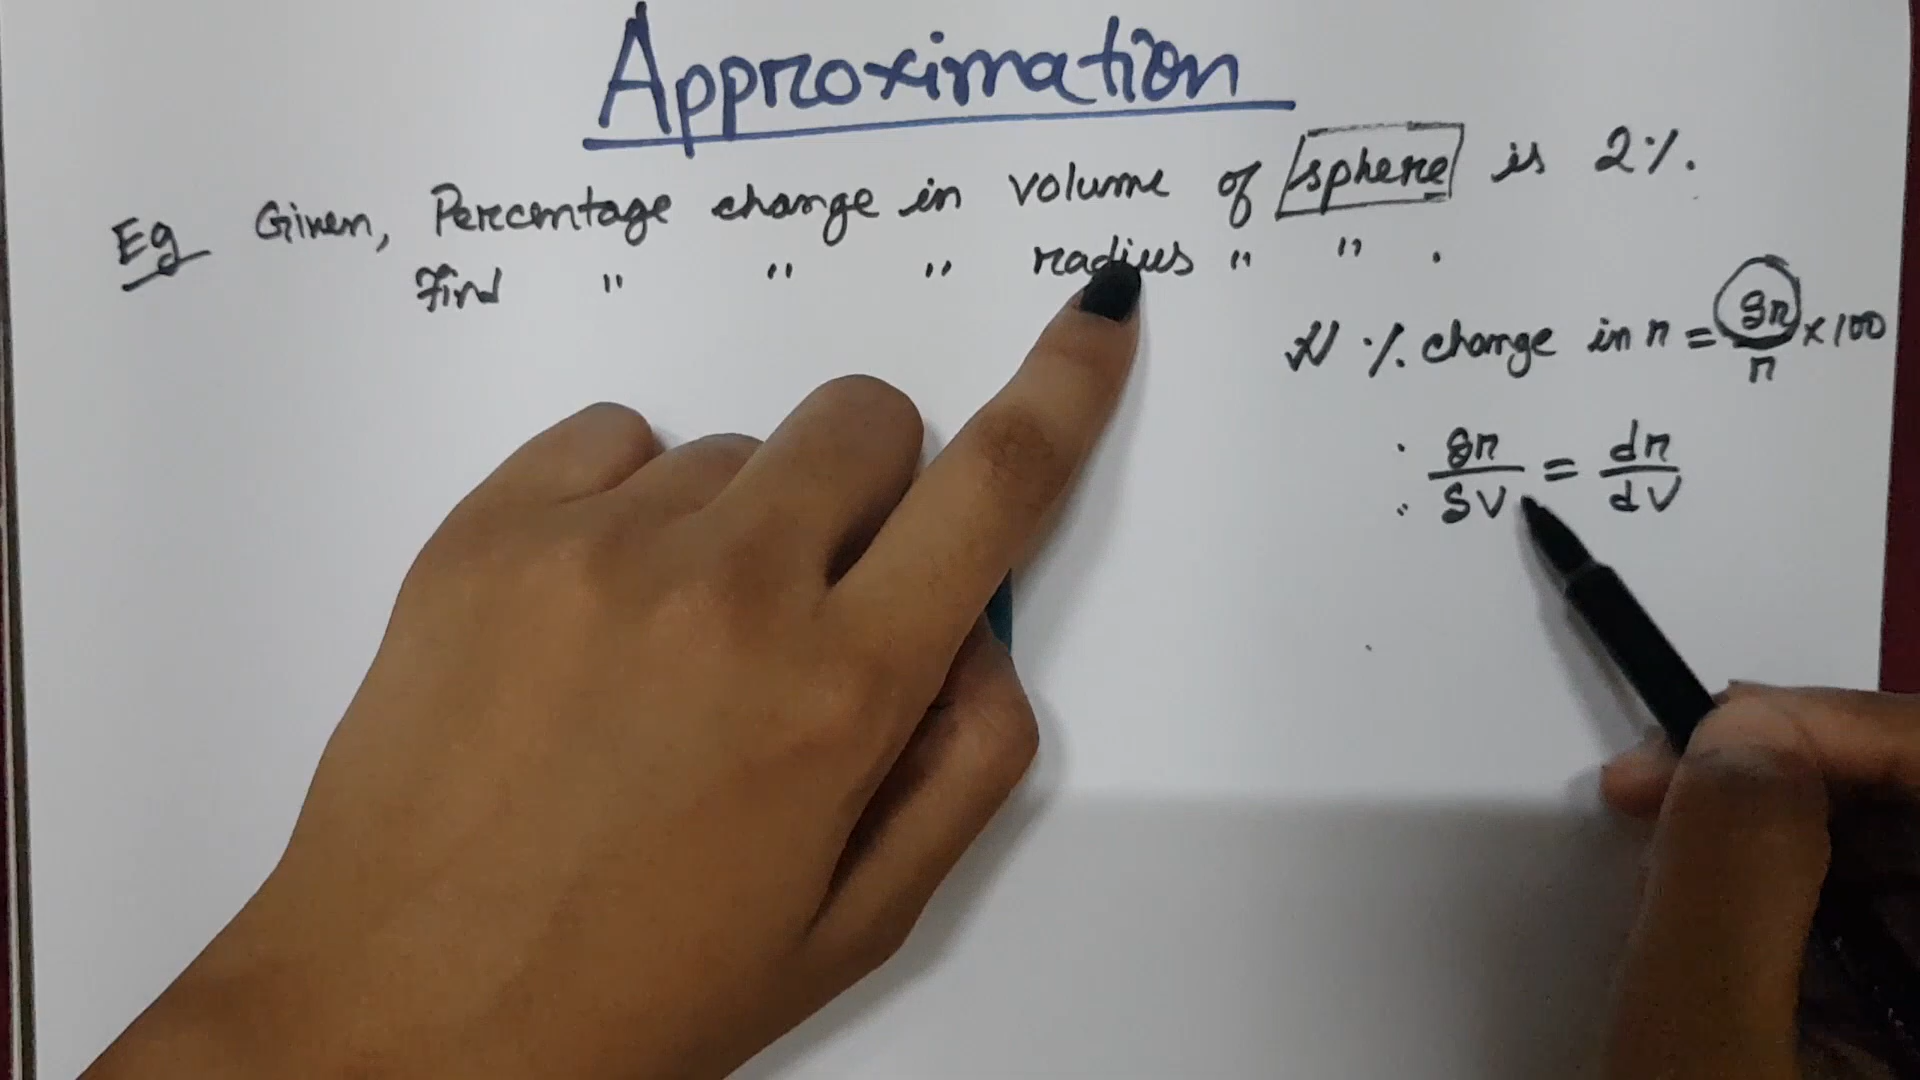 Approximation
Eg Given, Percentage change in volume of sphere is 2%.
Find " " " radius " " .
% change in r = δr/r × 100
∴ δr/δV = dr/dV